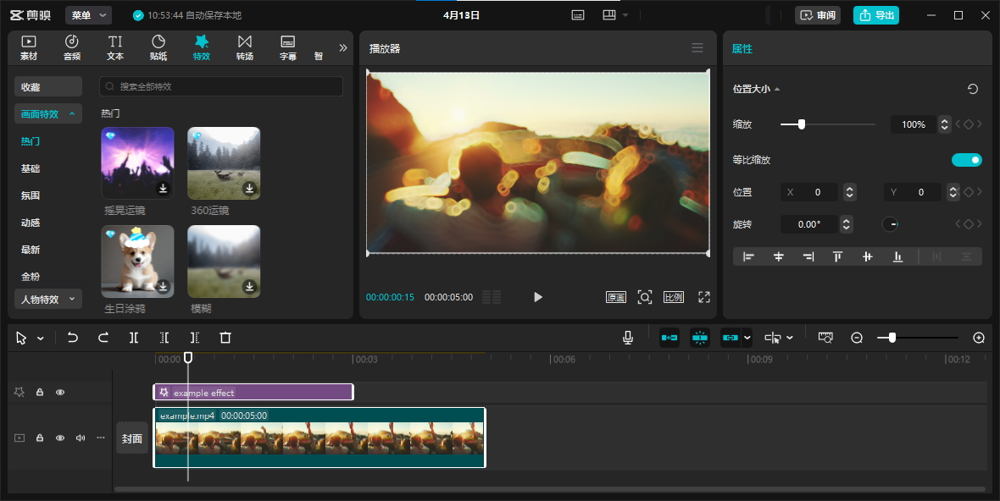 剪映
菜单
10:53:44 自动保存本地
4月13日
审阅
导出
素材
音频
文本
贴纸
特效
转场
字幕
智
收藏
搜索全部特效
画面特效
热门
热门
基础
氛围
动感
最新
金粉
人物特效
摇晃运镜
360运镜
生日涂鸦
模糊
播放器
00:00:00:15
00:00:05:00
原画
比例
属性
位置大小
缩放
100%
等比缩放
位置
X 0
Y 0
旋转
0.00°
00:00
00:03
00:06
00:09
00:12
example effect
封面
example.mp4 00:00:05:00